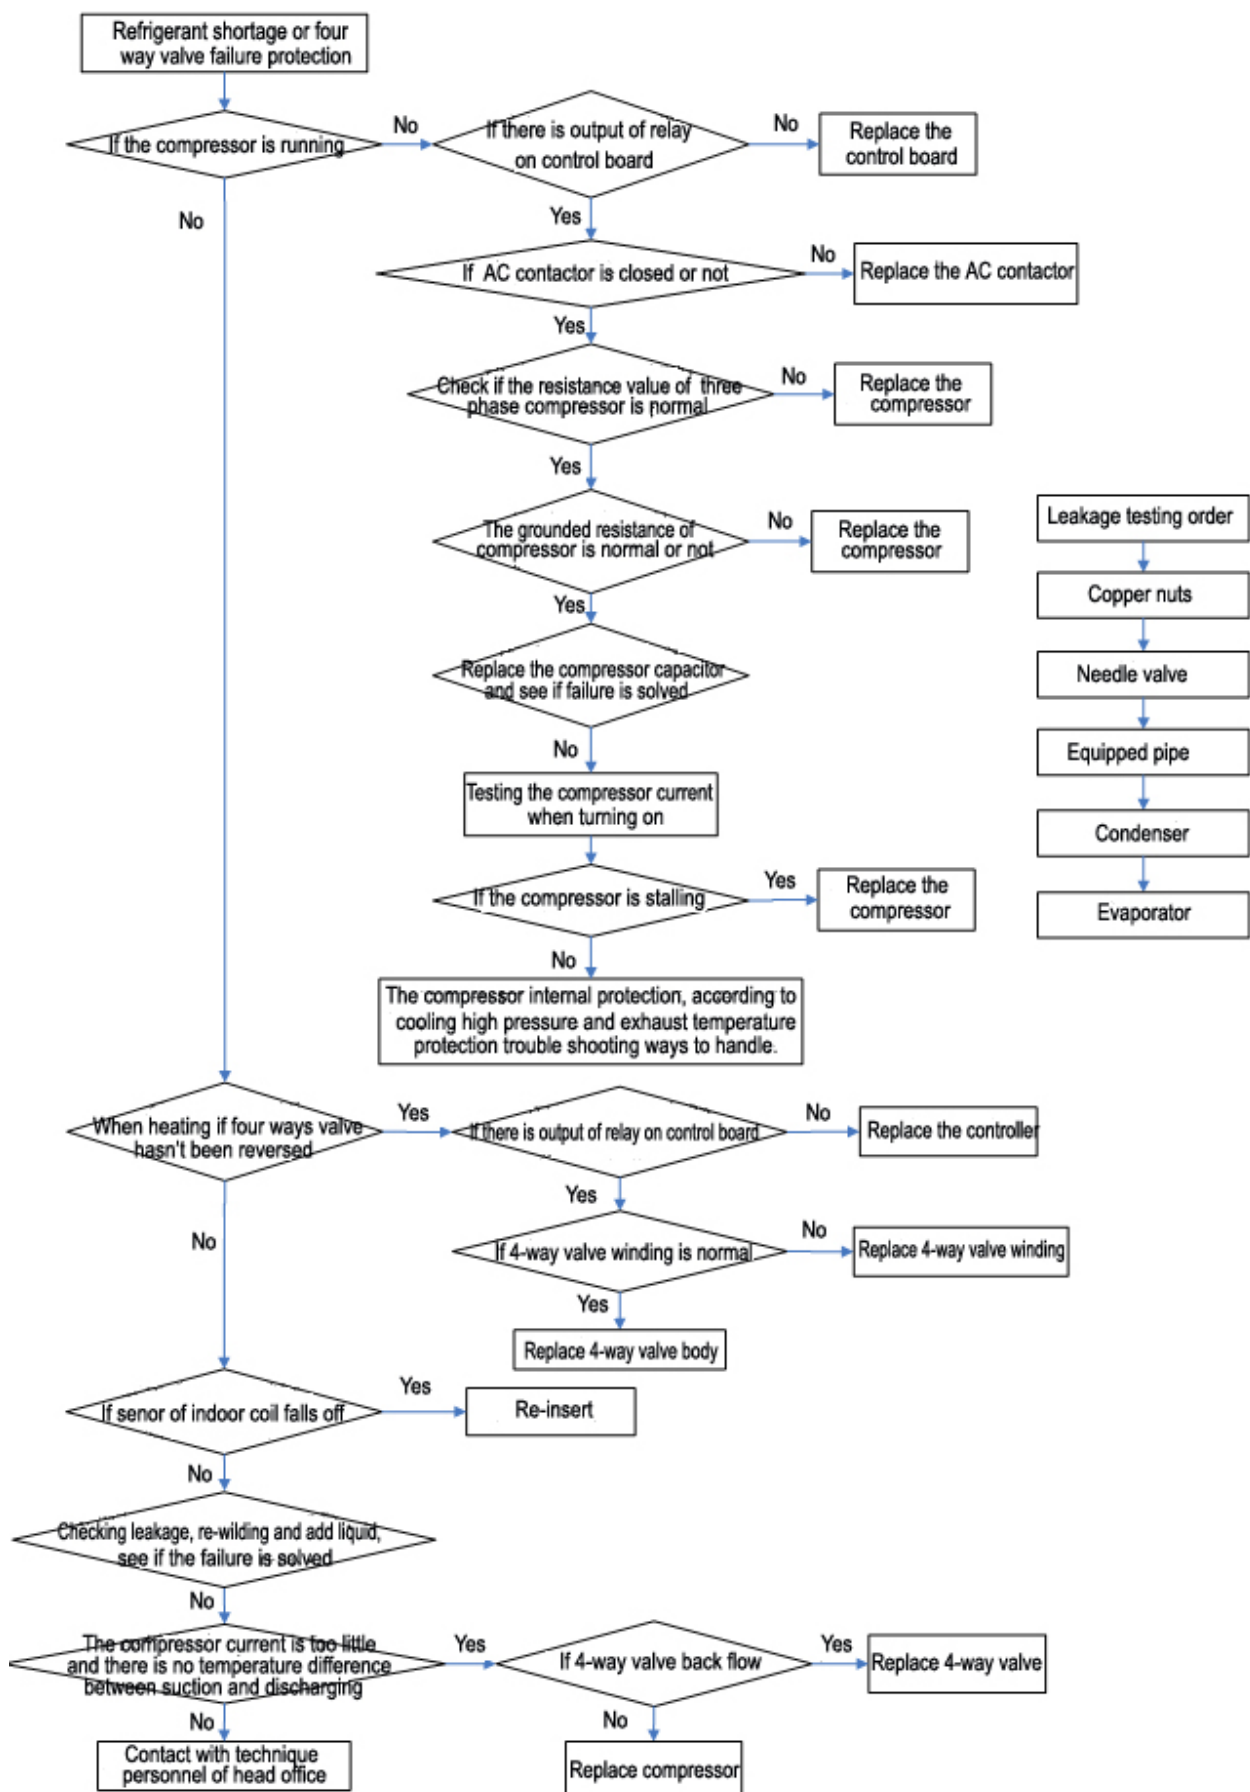 Refrigerant shortage or four
way valve failure protection
If the compressor is running
No
If there is output of relay
on control board
No
Replace the
control board
No
Yes
If AC contactor is closed or not
No
Replace the AC contactor
Yes
Check if the resistance value of three
phase compressor is normal
No
Replace the
compressor
Yes
The grounded resistance of
compressor is normal or not
No
Replace the
compressor
Yes
Replace the compressor capacitor
and see if failure is solved
No
Testing the compressor current
when turning on
If the compressor is stalling
Yes
Replace the
compressor
No
The compressor internal protection, according to
cooling high pressure and exhaust temperature
protection trouble shooting ways to handle.
Leakage testing order
Copper nuts
Needle valve
Equipped pipe
Condenser
Evaporator
When heating if four ways valve
hasn't been reversed
Yes
If there is output of relay on control board
No
Replace the controller
Yes
No
If 4-way valve winding is normal
No
Replace 4-way valve winding
Yes
Replace 4-way valve body
If senor of indoor coil falls off
Yes
Re-insert
No
Checking leakage, re-wilding and add liquid,
see if the failure is solved
No
The compressor current is too little
and there is no temperature difference
between suction and discharging
Yes
If 4-way valve back flow
Yes
Replace 4-way valve
No
No
Contact with technique
personnel of head office
Replace compressor